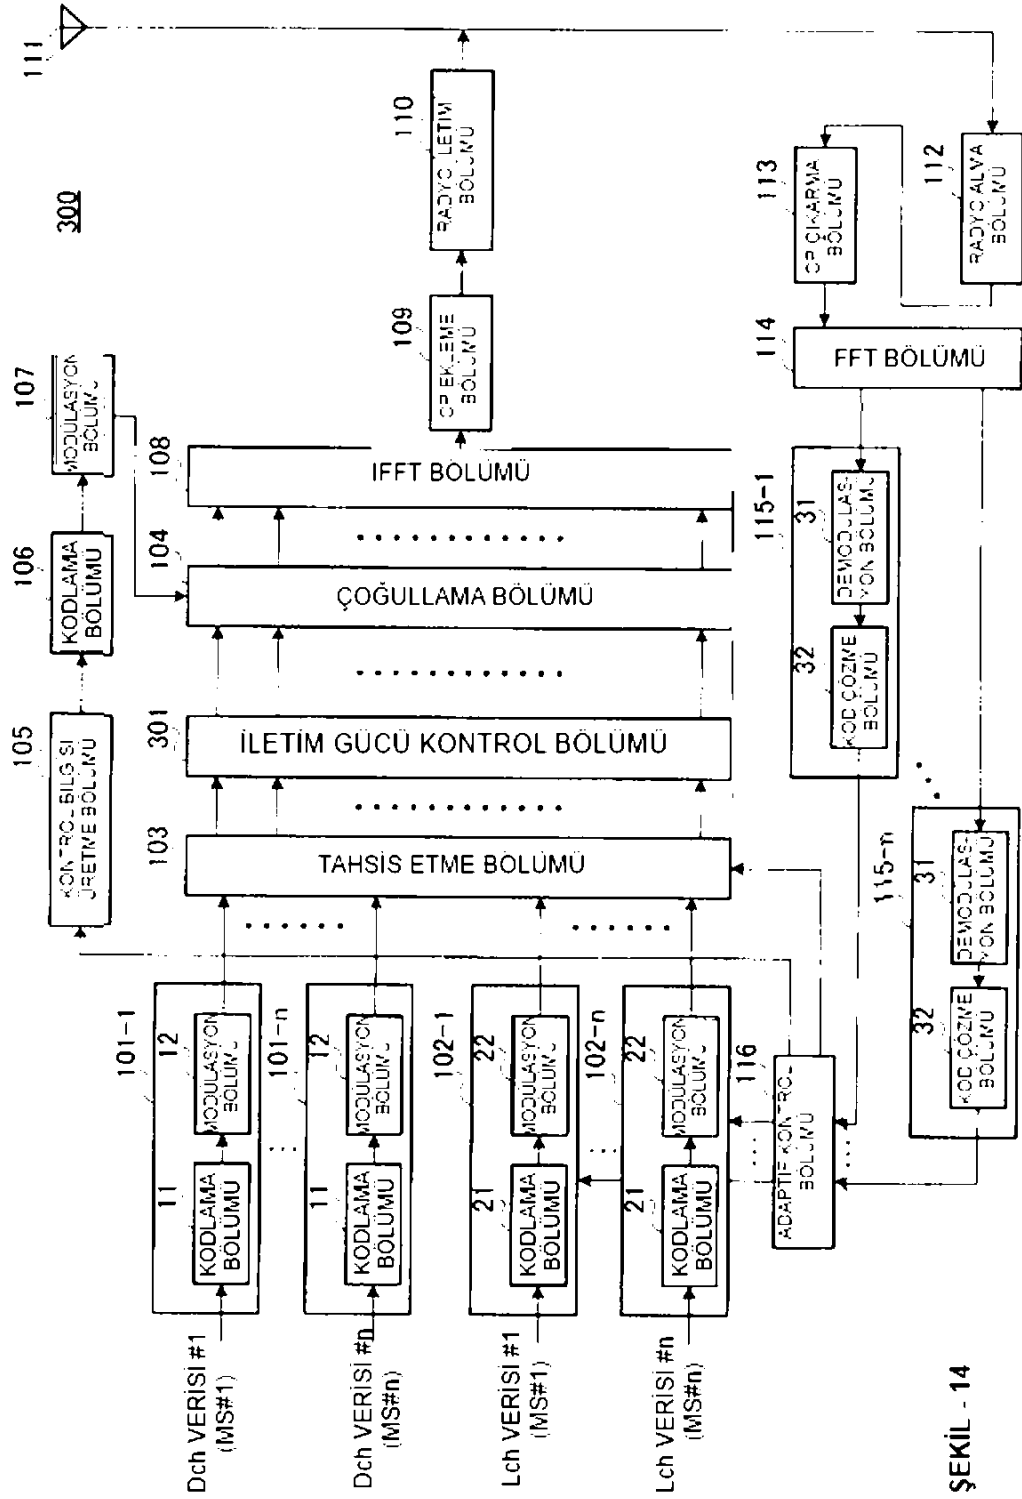 300
111
105
KONTROL BİLGİSİ
ÜRETME BÖLÜMÜ
106
KODLAMA
BÖLÜMÜ
107
MODÜLASYON
BÖLÜMÜ
101-1
11
KODLAMA
BÖLÜMÜ
12
MODÜLASYON
BÖLÜMÜ
Dch VERİSİ #1
(MS#1)
101-n
11
KODLAMA
BÖLÜMÜ
12
MODÜLASYON
BÖLÜMÜ
Dch VERİSİ #n
(MS#n)
102-1
21
KODLAMA
BÖLÜMÜ
22
MODÜLASYON
BÖLÜMÜ
Lch VERİSİ #1
(MS#1)
102-n
21
KODLAMA
BÖLÜMÜ
22
MODÜLASYON
BÖLÜMÜ
Lch VERİSİ #n
(MS#n)
103
TAHSİS ETME BÖLÜMÜ
301
İLETİM GÜCÜ KONTROL BÖLÜMÜ
104
ÇOĞULLAMA BÖLÜMÜ
108
IFFT BÖLÜMÜ
109
CP EKLEME
BÖLÜMÜ
110
RADYO İLETİM
BÖLÜMÜ
116
ADAPTİF KONTROL
BÖLÜMÜ
115-1
32
KOD ÇÖZME
BÖLÜMÜ
31
DEMODÜLAS-
YON BÖLÜMÜ
114
FFT BÖLÜMÜ
113
CP ÇIKARMA
BÖLÜMÜ
112
RADYO ALMA
BÖLÜMÜ
115-n
32
KOD ÇÖZME
BÖLÜMÜ
31
DEMODÜLAS-
YON BÖLÜMÜ
ŞEKİL - 14